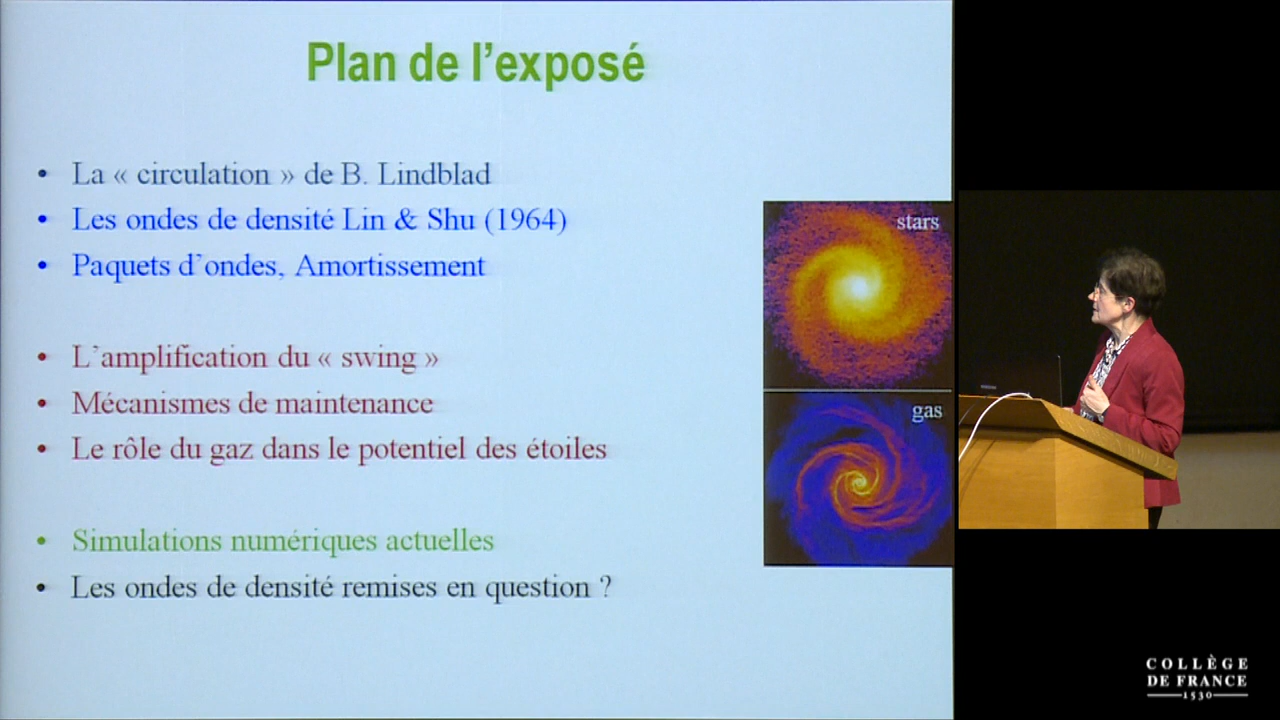 Plan de l’exposé
• La « circulation » de B. Lindblad
• Les ondes de densité Lin & Shu (1964)
• Paquets d’ondes, Amortissement
• L’amplification du « swing »
• Mécanismes de maintenance
• Le rôle du gaz dans le potentiel des étoiles
• Simulations numériques actuelles
• Les ondes de densité remises en question ?
stars
gas
COLLÈGE
DE FRANCE
1530